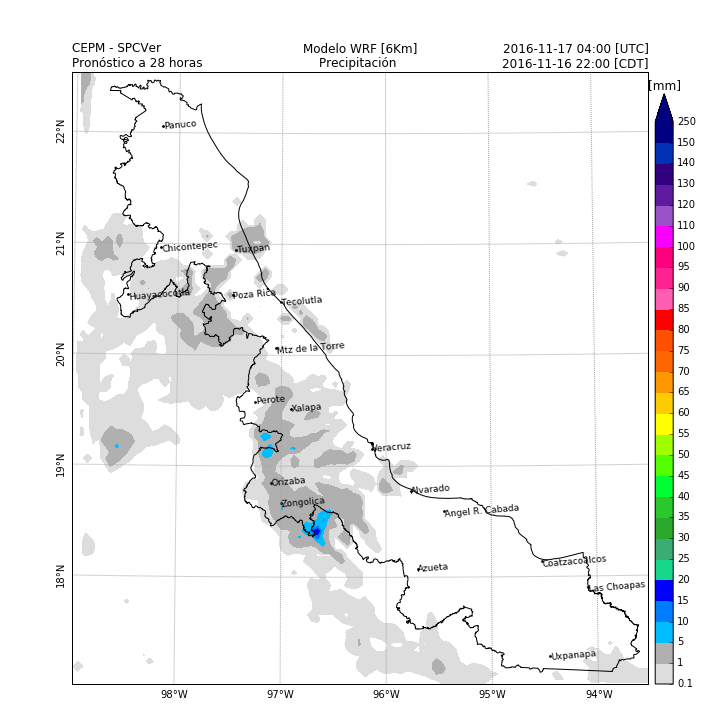 CEPM - SPCVer Modelo WRF [6Km] 2016-11-17 04:00 [UTC]
Pronóstico a 28 horas Precipitación 2016-11-16 22:00 [CDT]
[mm]
250
150
140
130
120
110
100
95
90
85
80
75
70
65
60
55
50
45
40
35
30
25
20
15
10
5
1
0.1
22°N
21°N
20°N
19°N
18°N
Panuco
Chicontepec
Tuxpan
Huayacocotla
Poza Rica
Tecolutla
Mtz de la Torre
Perote
Xalapa
Veracruz
Orizaba
Alvarado
Zongolica
Angel R. Cabada
Azueta
Coatzacoalcos
Las Choapas
Uxpanapa
98°W 97°W 96°W 95°W 94°W